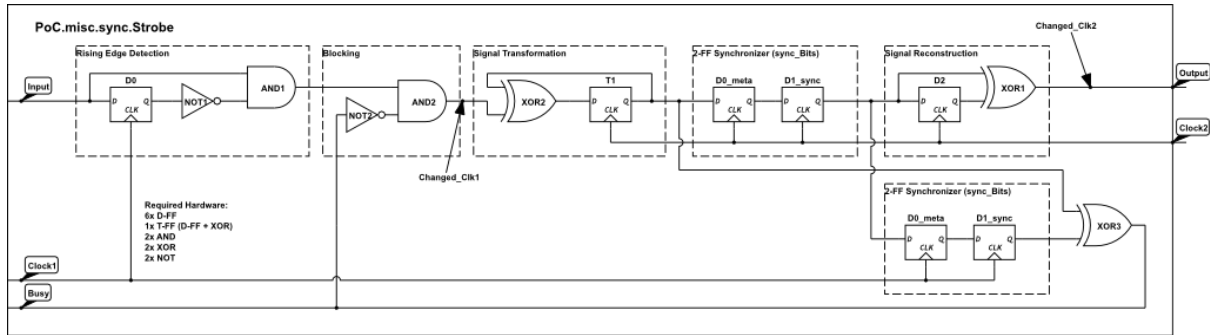 PoC.misc.sync.Strobe
Changed_Clk2
Rising Edge Detection
Blocking
Signal Transformation
2-FF Synchronizer (sync_Bits)
Signal Reconstruction
Input
D0
D Q
CLK
NOT1
AND1
NOT2
AND2
XOR2
T1
D Q
CLK
D0_meta
D Q
CLK
D1_sync
D Q
CLK
D2
D Q
CLK
XOR1
Output
Clock2
Changed_Clk1
2-FF Synchronizer (sync_Bits)
D0_meta
D Q
CLK
D1_sync
D Q
CLK
XOR3
Required Hardware:
6x D-FF
1x T-FF (D-FF + XOR)
2x AND
2x XOR
2x NOT
Clock1
Busy